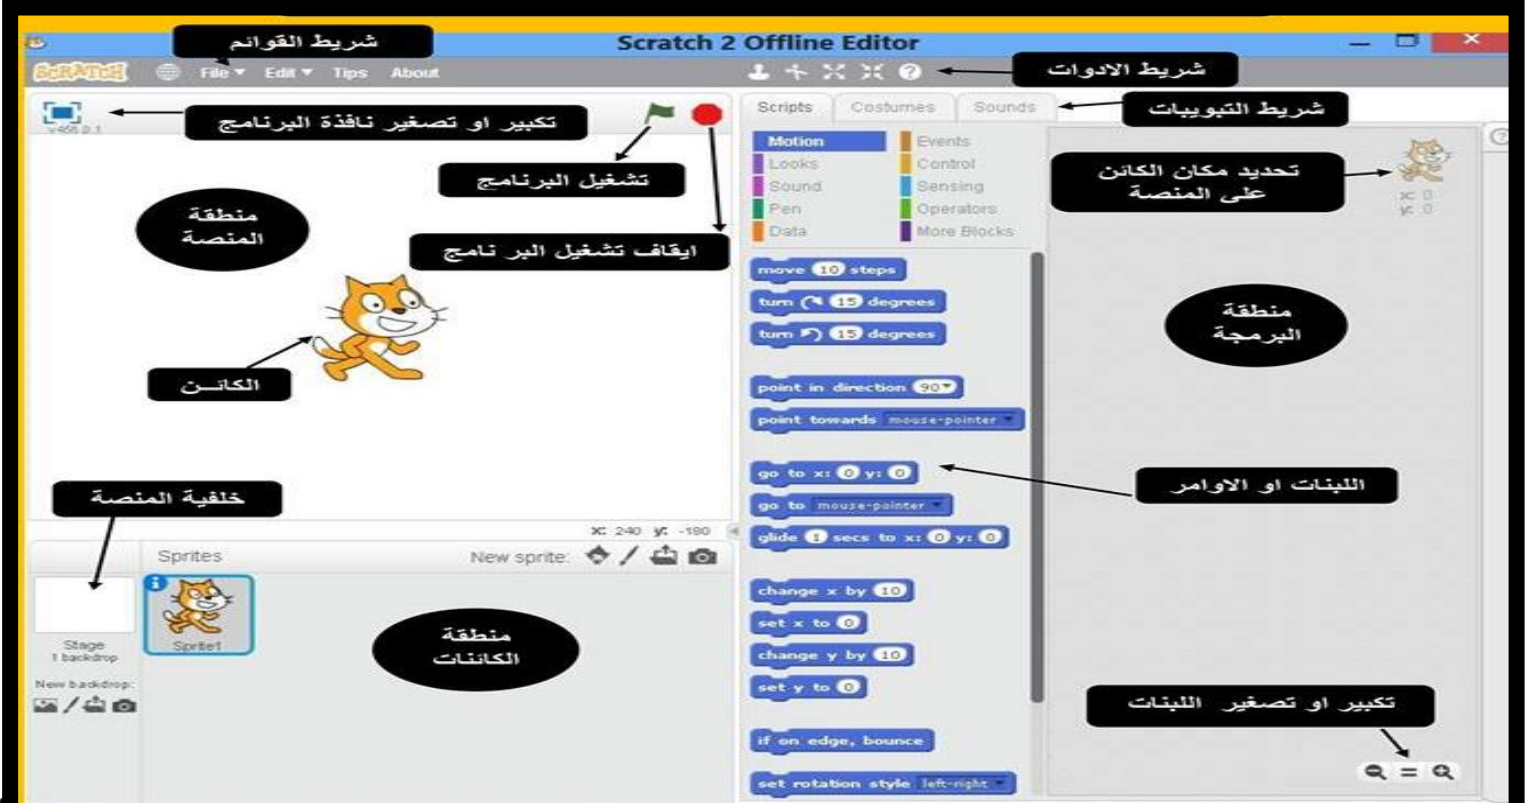 شريط القوائم
Scratch 2 Offline Editor
SCRATCH
File
Edit
Tips
About
شريط الادوات
v456.0.1
تكبير او تصغير نافذة البرنامج
Scripts
Costumes
Sounds
شريط التبويبات
تشغيل البرنامج
منطقة
المنصة
ايقاف تشغيل البر نامج
الكائــن
خلفية المنصة
x: 240 y: -180
Sprites
New sprite:
Stage
1 backdrop
New backdrop:
Sprite1
منطقة
الكائنات
Motion
Looks
Sound
Pen
Data
Events
Control
Sensing
Operators
More Blocks
move 10 steps
turn 15 degrees
turn 15 degrees
point in direction 90
point towards mouse-pointer
go to x: 0 y: 0
go to mouse-pointer
glide 1 secs to x: 0 y: 0
change x by 10
set x to 0
change y by 10
set y to 0
if on edge, bounce
set rotation style left-right
تحديد مكان الكائن
على المنصة
x: 0
y: 0
منطقة
البرمجة
اللبنات او الاوامر
تكبير او تصغير اللبنات